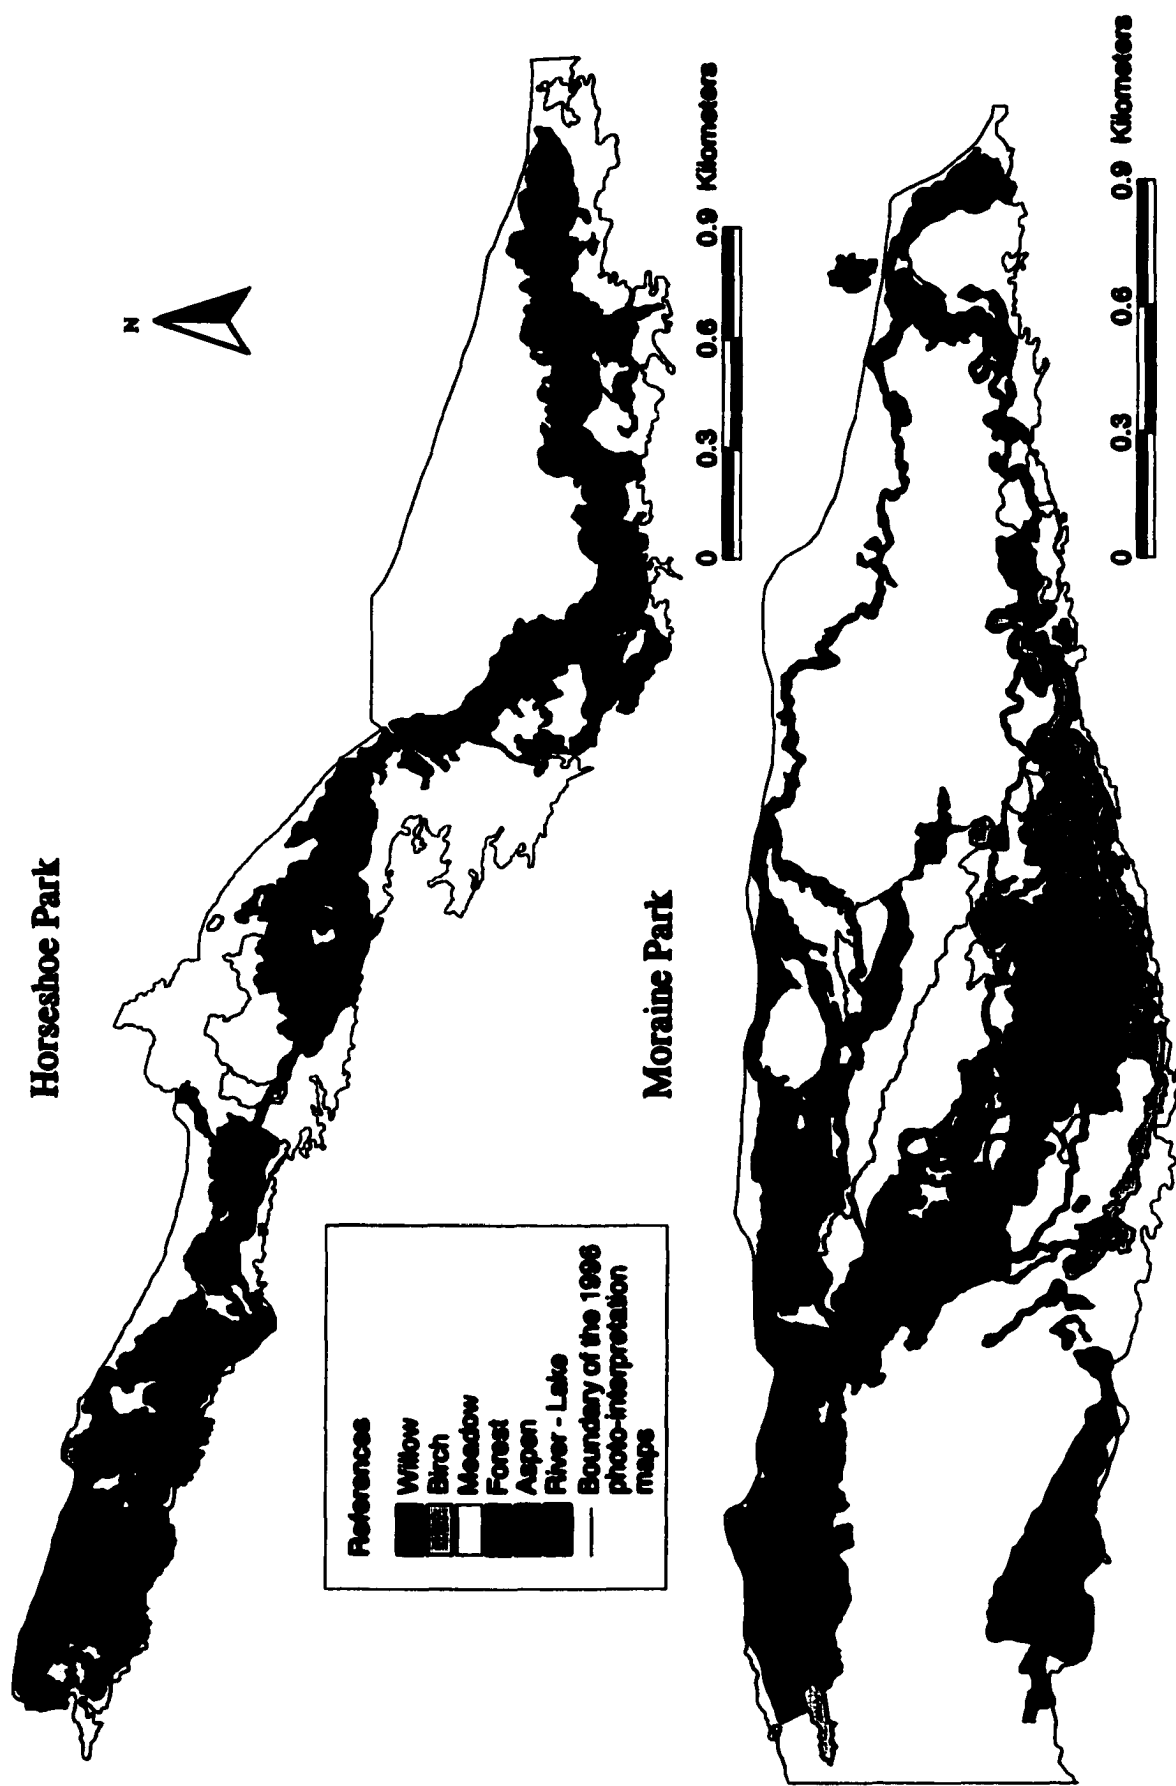 Horseshoe Park
N
References
Willow
Birch
Meadow
Forest
Aspen
River - Lake
Boundary of the 1996
photo-interpretation
maps
0 0.3 0.6 0.9 Kilometers
Moraine Park
0 0.3 0.6 0.9 Kilometers